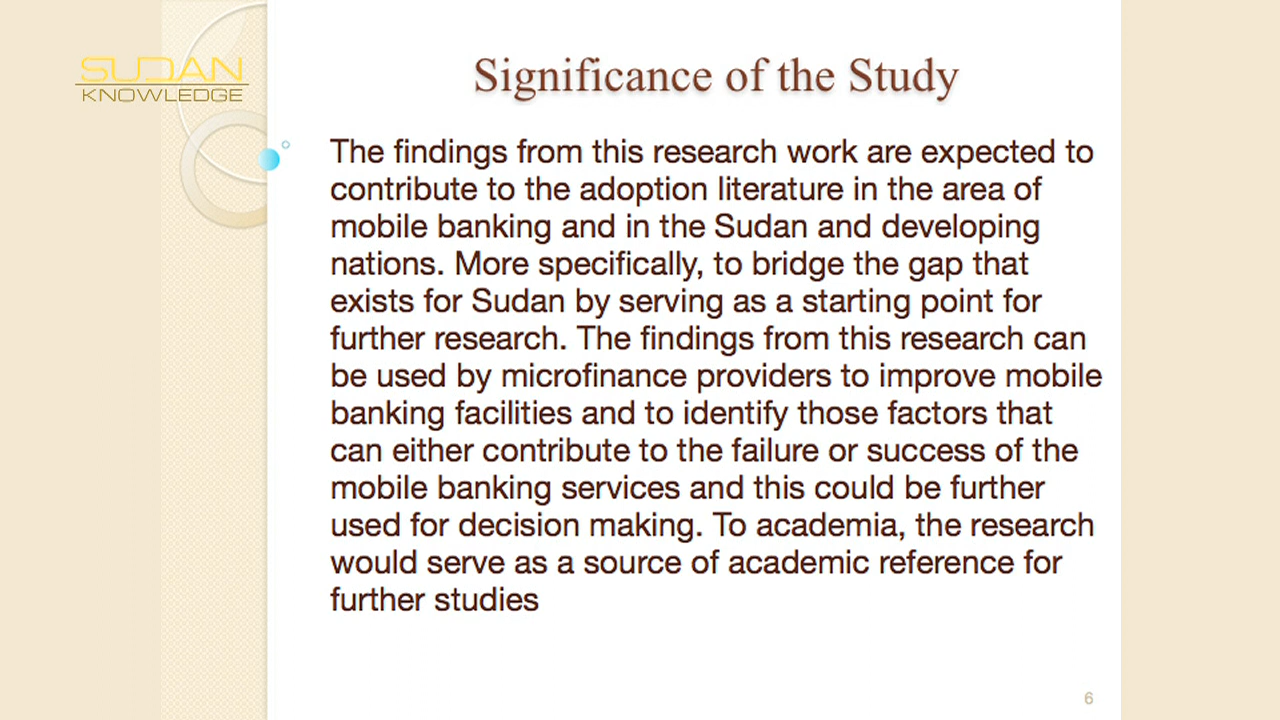 SUDAN
KNOWLEDGE
Significance of the Study
The findings from this research work are expected to
contribute to the adoption literature in the area of
mobile banking and in the Sudan and developing
nations. More specifically, to bridge the gap that
exists for Sudan by serving as a starting point for
further research. The findings from this research can
be used by microfinance providers to improve mobile
banking facilities and to identify those factors that
can either contribute to the failure or success of the
mobile banking services and this could be further
used for decision making. To academia, the research
would serve as a source of academic reference for
further studies
6